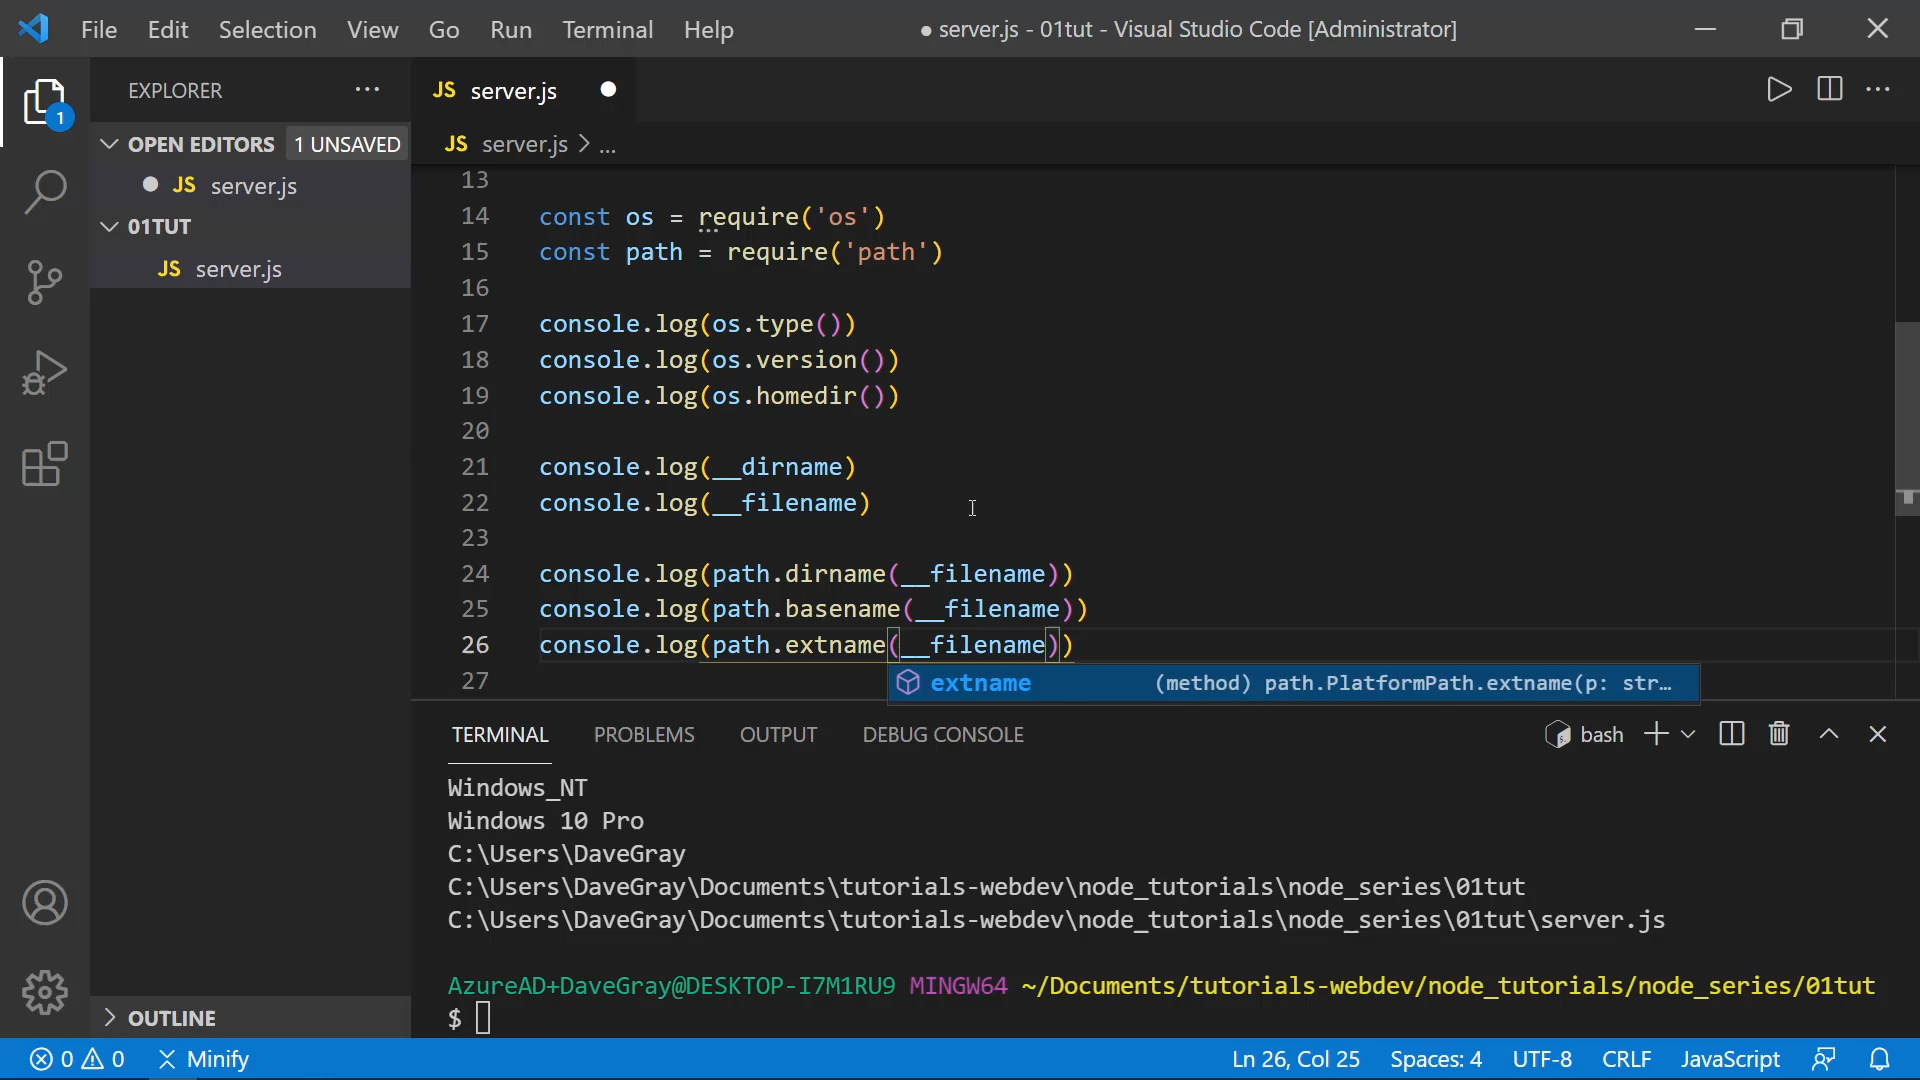 File Edit Selection View Go Run Terminal Help ● server.js - 01tut - Visual Studio Code [Administrator]
EXPLORER ...
JS server.js
1
OPEN EDITORS 1 UNSAVED
JS server.js
01TUT
JS server.js
OUTLINE
JS server.js > ...
13
14 const os = require('os')
15 const path = require('path')
16
17 console.log(os.type())
18 console.log(os.version())
19 console.log(os.homedir())
20
21 console.log(__dirname)
22 console.log(__filename)
23
24 console.log(path.dirname(__filename))
25 console.log(path.basename(__filename))
26 console.log(path.extname(__filename))
27
extname (method) path.PlatformPath.extname(p: str…
TERMINAL PROBLEMS OUTPUT DEBUG CONSOLE bash
Windows_NT
Windows 10 Pro
C:\Users\DaveGray
C:\Users\DaveGray\Documents\tutorials-webdev\node_tutorials\node_series\01tut
C:\Users\DaveGray\Documents\tutorials-webdev\node_tutorials\node_series\01tut\server.js
AzureAD+DaveGray@DESKTOP-I7M1RU9 MINGW64 ~/Documents/tutorials-webdev/node_tutorials/node_series/01tut
$
0 0 Minify Ln 26, Col 25 Spaces: 4 UTF-8 CRLF JavaScript